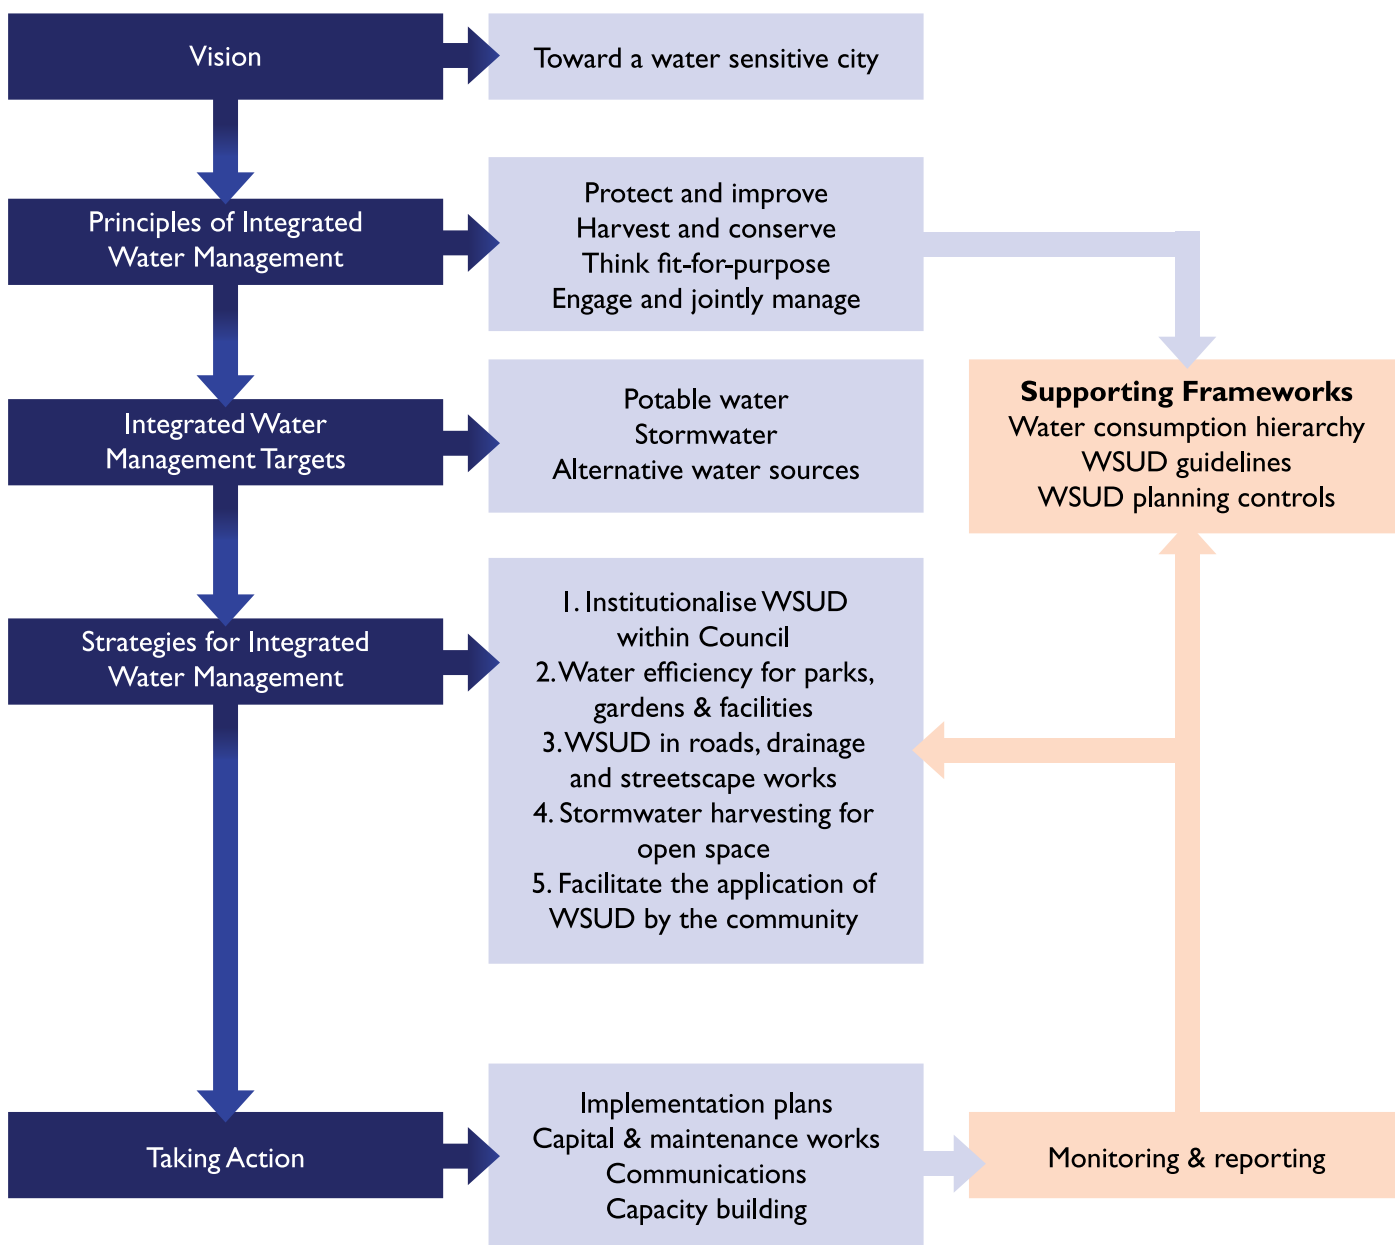 Vision
Toward a water sensitive city
Principles of Integrated
Water Management
Protect and improve
Harvest and conserve
Think fit-for-purpose
Engage and jointly manage
Integrated Water
Management Targets
Potable water
Stormwater
Alternative water sources
Supporting Frameworks
Water consumption hierarchy
WSUD guidelines
WSUD planning controls
Strategies for Integrated
Water Management
1. Institutionalise WSUD
within Council
2. Water efficiency for parks,
gardens & facilities
3. WSUD in roads, drainage
and streetscape works
4. Stormwater harvesting for
open space
5. Facilitate the application of
WSUD by the community
Taking Action
Implementation plans
Capital & maintenance works
Communications
Capacity building
Monitoring & reporting